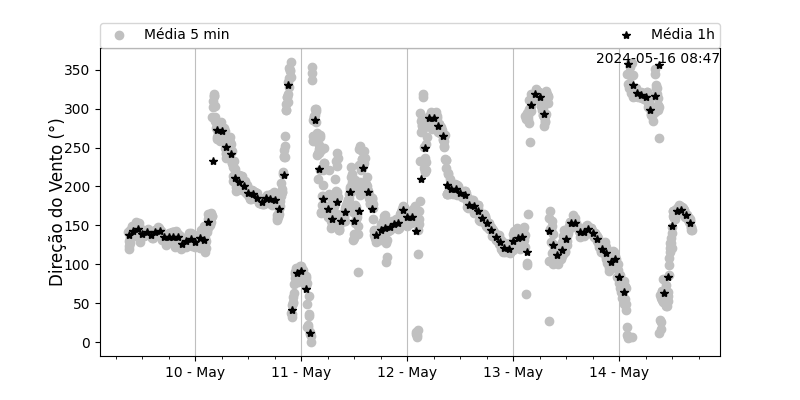 Média 5 min
Média 1h
2024-05-16 08:47
Direção do Vento (°)
350
300
250
200
150
100
50
0
10 - May
11 - May
12 - May
13 - May
14 - May